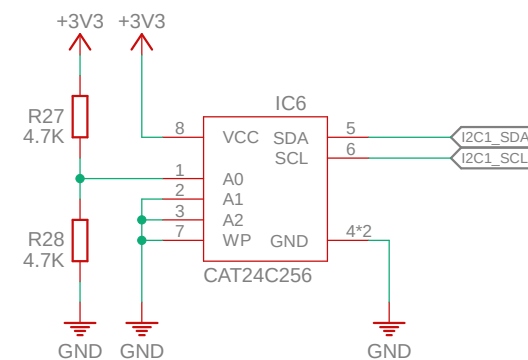 +3V3 +3V3
IC6
R27
4.7K
8 VCC SDA 5 I2C1_SDA
SCL 6 I2C1_SCL
1 A0
2 A1
3 A2
7 WP GND 4*2
R28
4.7K
CAT24C256
GND GND GND